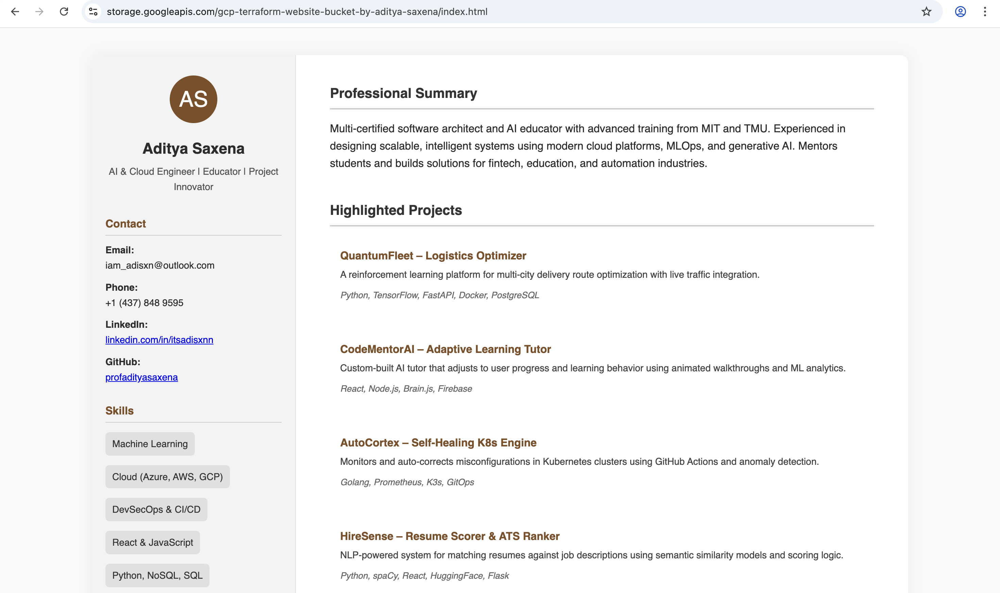 storage.googleapis.com/gcp-terraform-website-bucket-by-aditya-saxena/index.html
AS
Aditya Saxena
AI & Cloud Engineer | Educator | Project
Innovator
Contact
Email:
iam_adisxn@outlook.com
Phone:
+1 (437) 848 9595
LinkedIn:
linkedin.com/in/itsadisxnn
GitHub:
profadityasaxena
Skills
Machine Learning
Cloud (Azure, AWS, GCP)
DevSecOps & CI/CD
React & JavaScript
Python, NoSQL, SQL
Professional Summary
Multi-certified software architect and AI educator with advanced training from MIT and TMU. Experienced in
designing scalable, intelligent systems using modern cloud platforms, MLOps, and generative AI. Mentors
students and builds solutions for fintech, education, and automation industries.
Highlighted Projects
QuantumFleet – Logistics Optimizer
A reinforcement learning platform for multi-city delivery route optimization with live traffic integration.
Python, TensorFlow, FastAPI, Docker, PostgreSQL
CodeMentorAI – Adaptive Learning Tutor
Custom-built AI tutor that adjusts to user progress and learning behavior using animated walkthroughs and ML analytics.
React, Node.js, Brain.js, Firebase
AutoCortex – Self-Healing K8s Engine
Monitors and auto-corrects misconfigurations in Kubernetes clusters using GitHub Actions and anomaly detection.
Golang, Prometheus, K3s, GitOps
HireSense – Resume Scorer & ATS Ranker
NLP-powered system for matching resumes against job descriptions using semantic similarity models and scoring logic.
Python, spaCy, React, HuggingFace, Flask